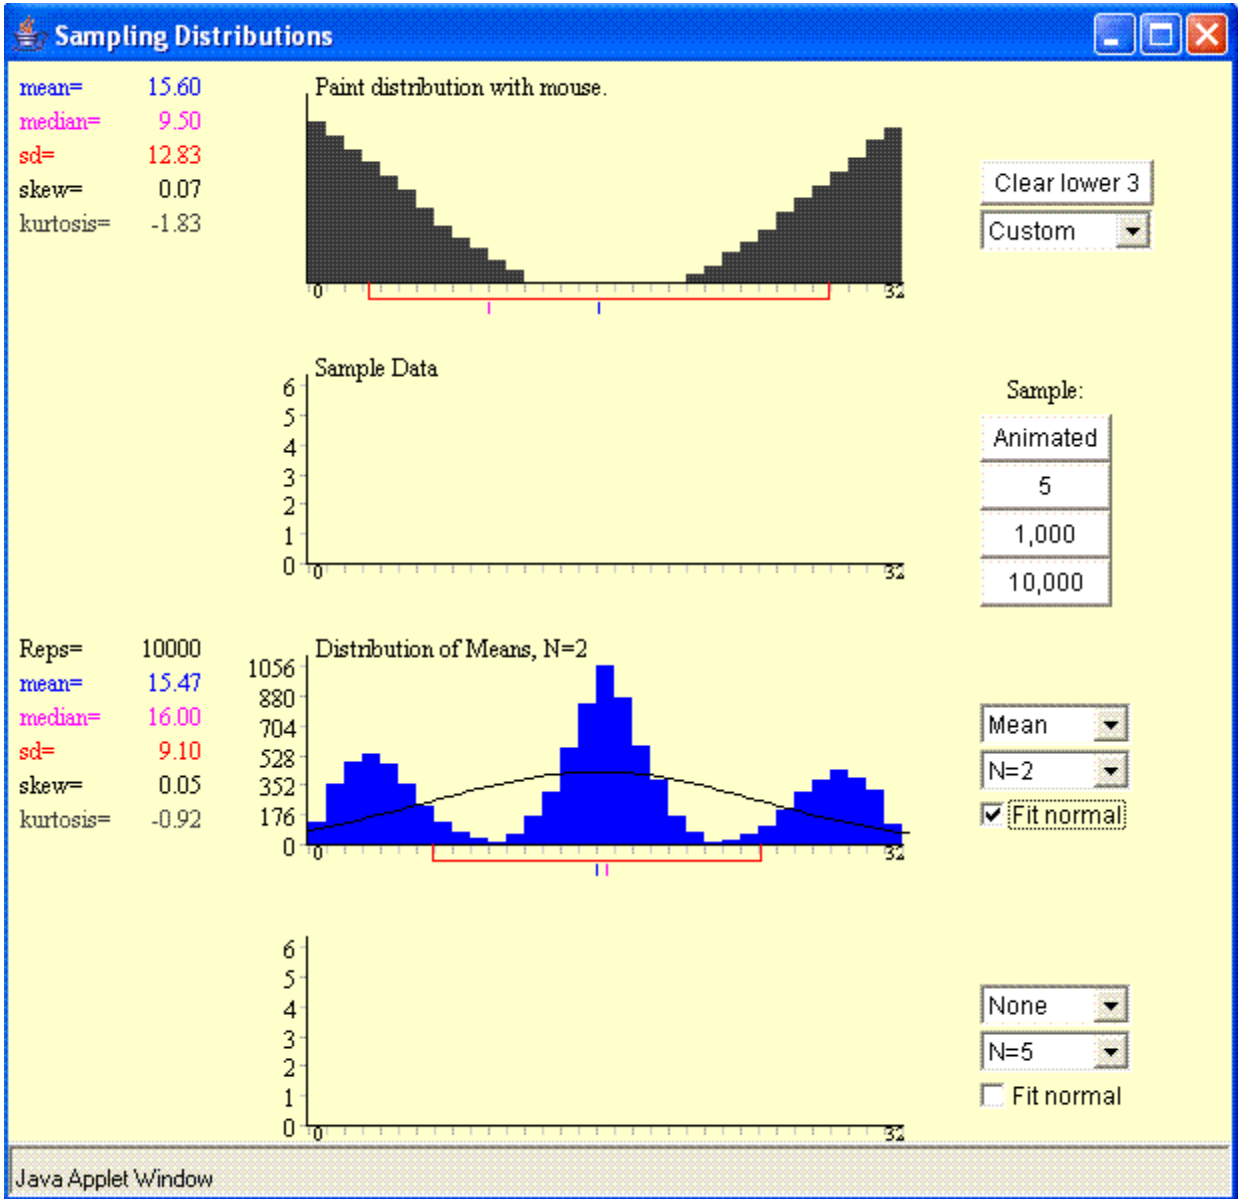 Sampling Distributions
mean= 15.60
median= 9.50
sd= 12.83
skew= 0.07
kurtosis= -1.83
Paint distribution with mouse.
0 32
Clear lower 3
Custom
Sample Data
6
5
4
3
2
1
0
0 32
Sample:
Animated
5
1,000
10,000
Reps= 10000
mean= 15.47
median= 16.00
sd= 9.10
skew= 0.05
kurtosis= -0.92
Distribution of Means, N=2
1056
880
704
528
352
176
0
0 32
Mean
N=2
Fit normal
6
5
4
3
2
1
0
0 32
None
N=5
Fit normal
Java Applet Window